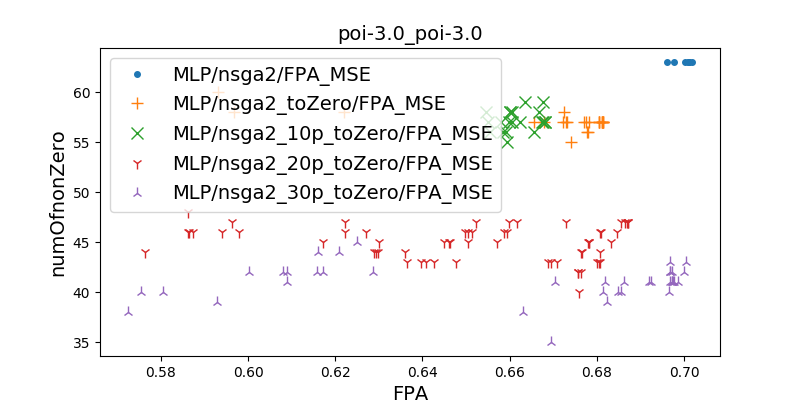 poi-3.0_poi-3.0
MLP/nsga2/FPA_MSE
MLP/nsga2_toZero/FPA_MSE
MLP/nsga2_10p_toZero/FPA_MSE
MLP/nsga2_20p_toZero/FPA_MSE
MLP/nsga2_30p_toZero/FPA_MSE
numOfnonZero
60
55
50
45
40
35
0.58 0.60 0.62 0.64 0.66 0.68 0.70
FPA